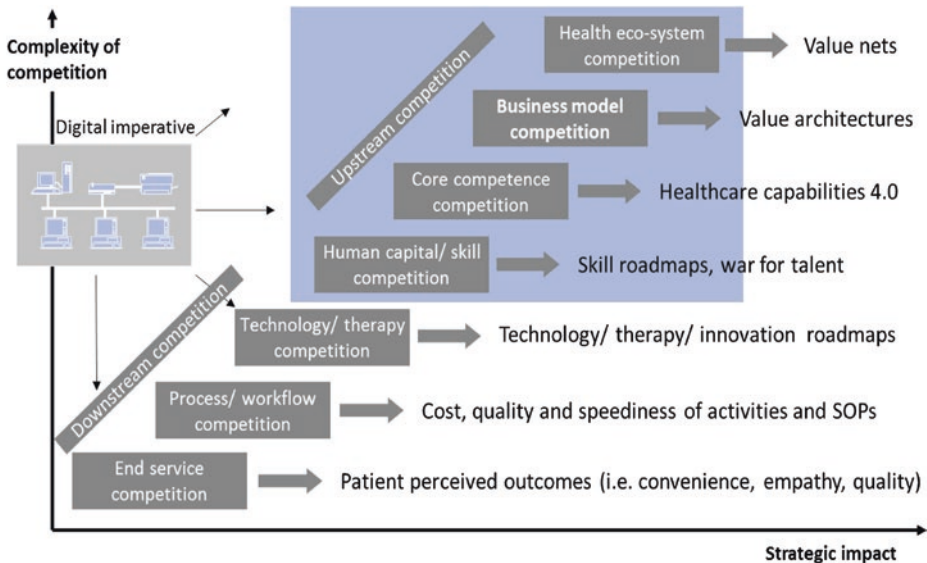 Complexity of
competition
Digital imperative
Upstream competition
Health eco-system
competition
Value nets
Business model
competition
Value architectures
Core competence
competition
Healthcare capabilities 4.0
Human capital/ skill
competition
Skill roadmaps, war for talent
Downstream competition
Technology/ therapy
competition
Technology/ therapy/ innovation roadmaps
Process/ workflow
competition
Cost, quality and speediness of activities and SOPs
End service
competition
Patient perceived outcomes (i.e. convenience, empathy, quality)
Strategic impact